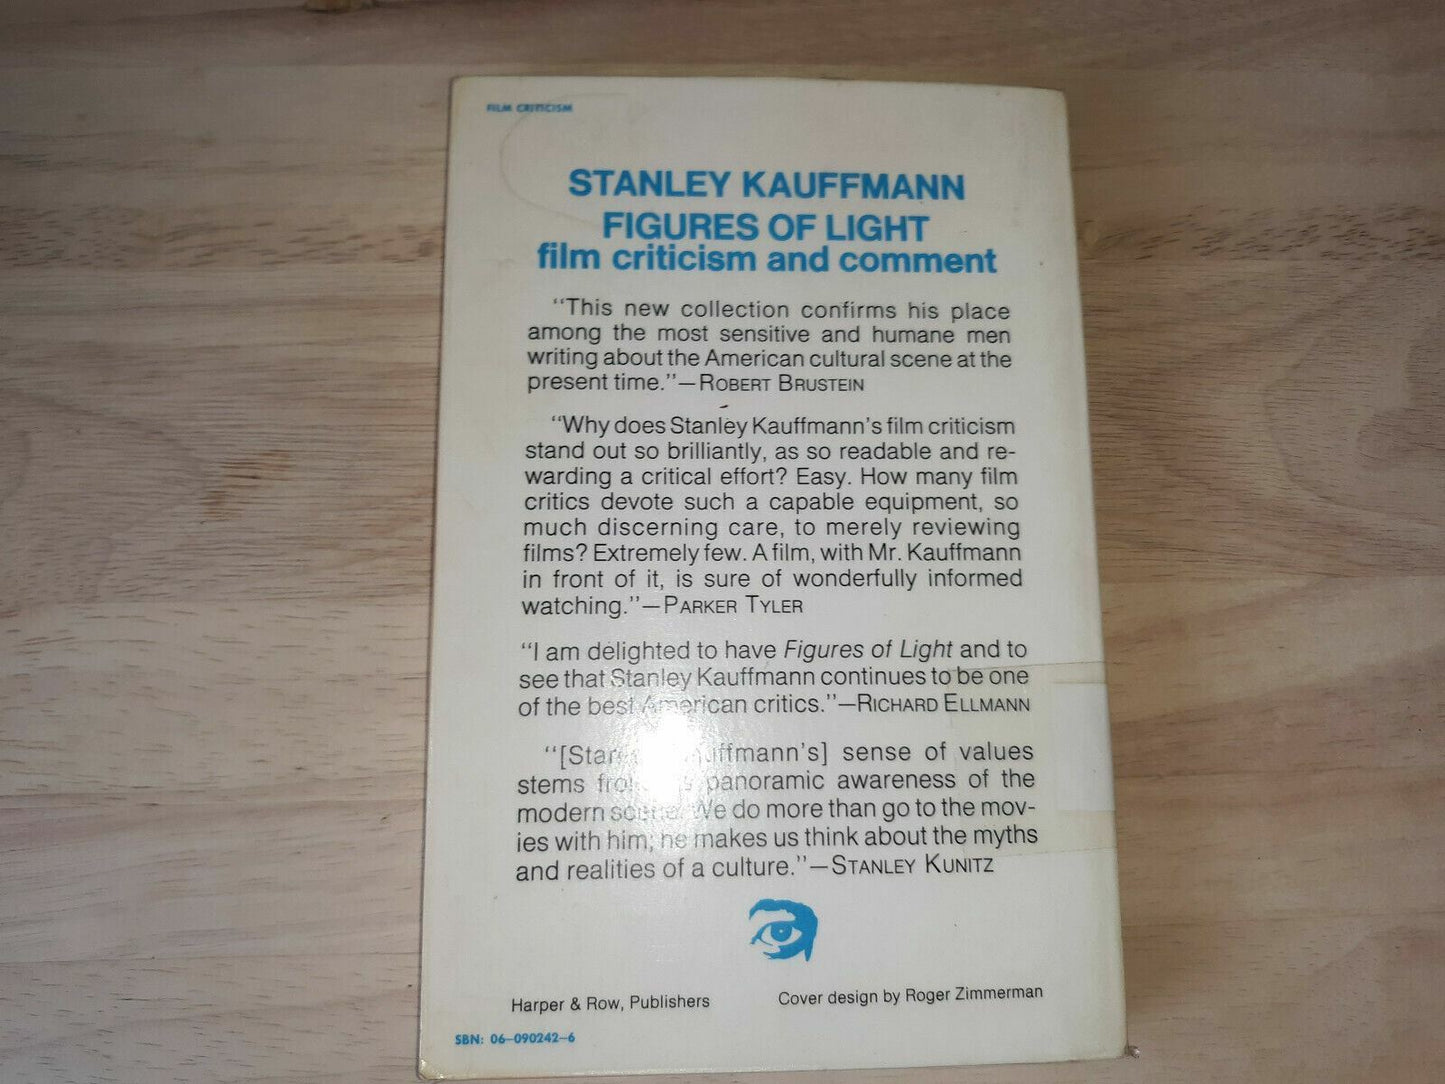 FILM CRITICISM
STANLEY KAUFFMANN
FIGURES OF LIGHT
film criticism and comment
"This new collection confirms his place
among the most sensitive and humane men
writing about the American cultural scene at the
present time."—ROBERT BRUSTEIN
"Why does Stanley Kauffmann's film criticism
stand out so brilliantly, as so readable and re-
warding a critical effort? Easy. How many film
critics devote such a capable equipment, so
much discerning care, to merely reviewing
films? Extremely few. A film, with Mr. Kauffmann
in front of it, is sure of wonderfully informed
watching."—PARKER TYLER
"I am delighted to have Figures of Light and to
see that Stanley Kauffmann continues to be one
of the best American critics."—RICHARD ELLMANN
"[Stanley Kauffmann's] sense of values
stems from panoramic awareness of the
modern scene. We do more than go to the mov-
ies with him; he makes us think about the myths
and realities of a culture."—STANLEY KUNITZ
Harper & Row, Publishers
Cover design by Roger Zimmerman
SBN: 06-090242-6